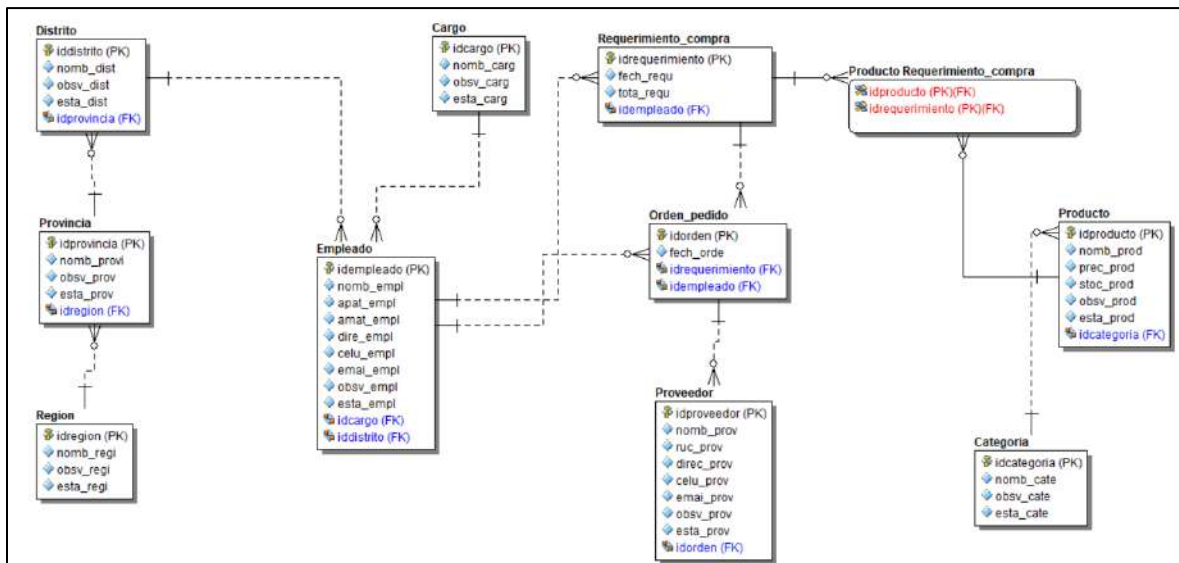 Distrito
iddistrito (PK)
nomb_dist
obsv_dist
esta_dist
idprovincia (FK)
Provincia
idprovincia (PK)
nomb_provi
obsv_prov
esta_prov
idregion (FK)
Region
idregion (PK)
nomb_regi
obsv_regi
esta_regi
Cargo
idcargo (PK)
nomb_carg
obsv_carg
esta_carg
Empleado
idempleado (PK)
nomb_empl
apat_empl
amat_empl
dire_empl
celu_empl
emai_empl
obsv_empl
esta_empl
idcargo (FK)
iddistrito (FK)
Requerimiento_compra
idrequerimiento (PK)
fech_requ
tota_requ
idempleado (FK)
Orden_pedido
idorden (PK)
fech_orde
idrequerimiento (FK)
idempleado (FK)
Proveedor
idproveedor (PK)
nomb_prov
ruc_prov
direc_prov
celu_prov
emai_prov
obsv_prov
esta_prov
idorden (FK)
Producto Requerimiento_compra
idproducto (PK)(FK)
idrequerimiento (PK)(FK)
Producto
idproducto (PK)
nomb_prod
prec_prod
stoc_prod
obsv_prod
esta_prod
idcategoria (FK)
Categoria
idcategoria (PK)
nomb_cate
obsv_cate
esta_cate